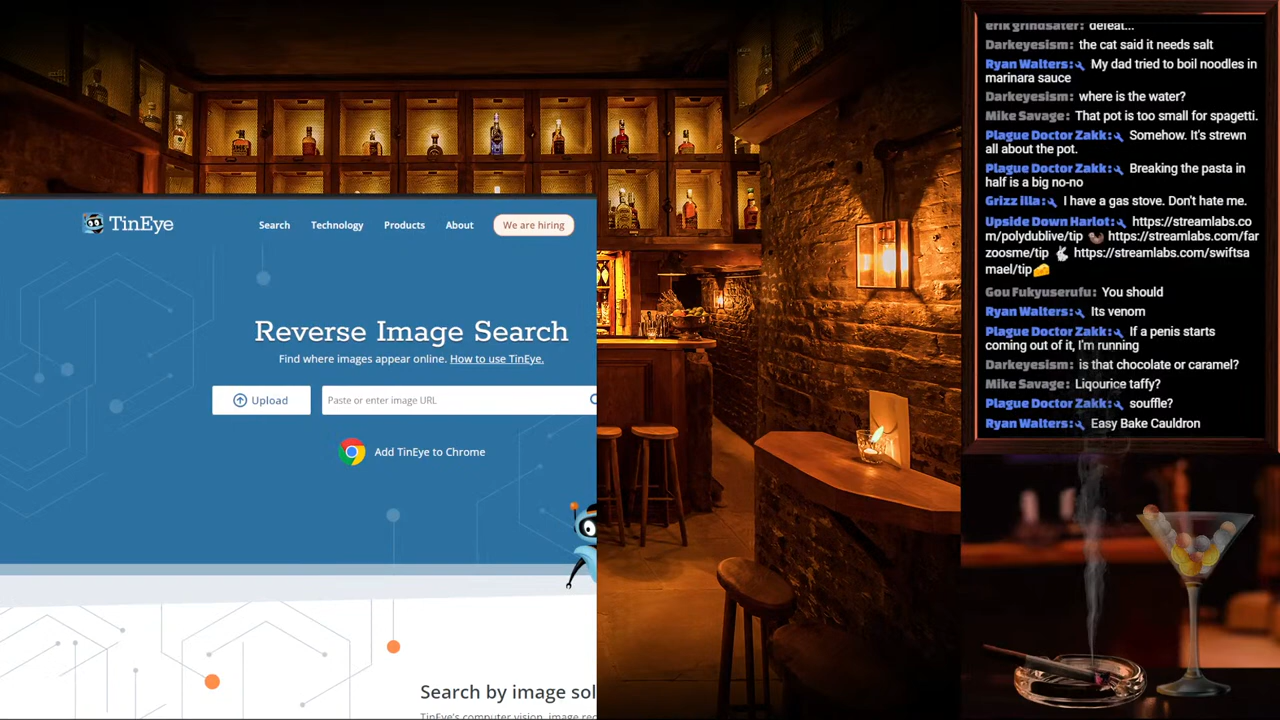 TinEye
Search
Technology
Products
About
We are hiring
Reverse Image Search
Find where images appear online. How to use TinEye.
Upload
Paste or enter image URL
Add TinEye to Chrome
Search by image sol
erik grindsater: defeat...
Darkeyesism: the cat said it needs salt
Ryan Walters: My dad tried to boil noodles in
marinara sauce
Darkeyesism: where is the water?
Mike Savage: That pot is too small for spagetti.
Plague Doctor Zakk: Somehow. It's strewn
all about the pot.
Plague Doctor Zakk: Breaking the pasta in
half is a big no-no
Grizz illa: I have a gas stove. Don't hate me.
Upside Down Harlot: https://streamlabs.co
m/polydublive/tip 🦦 https://streamlabs.com/far
zoosme/tip 🐇 https://streamlabs.com/swiftsa
mael/tip🧀
Gou Fukyuserufu: You should
Ryan Walters: Its venom
Plague Doctor Zakk: If a penis starts
coming out of it, I'm running
Darkeyesism: is that chocolate or caramel?
Mike Savage: Liqourice taffy?
Plague Doctor Zakk: souffle?
Ryan Walters: Easy Bake Cauldron